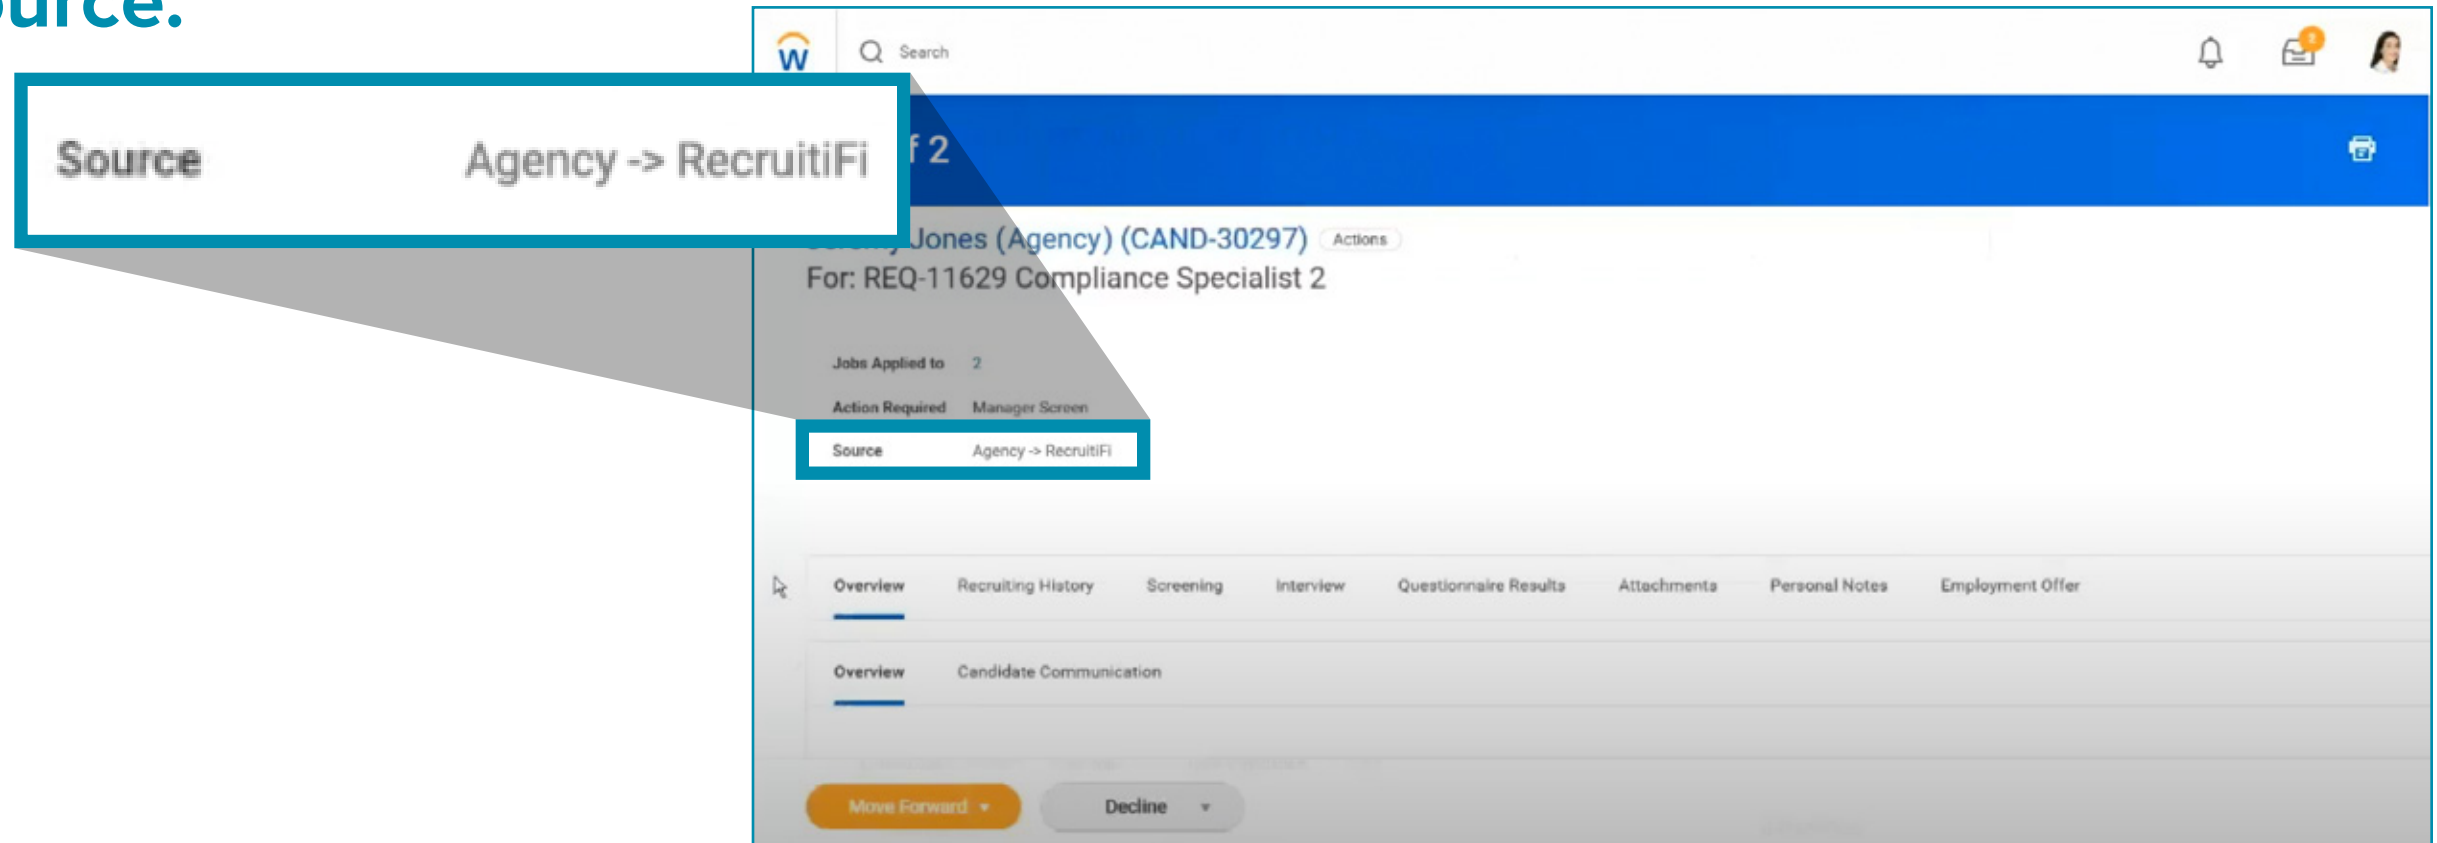 ource.
Search
Source Agency -> RecruitiFi
f 2
Jones (Agency) (CAND-30297) Actions
For: REQ-11629 Compliance Specialist 2
Jobs Applied to 2
Action Required Manager Screen
Source Agency -> RecruitiFi
Overview Recruiting History Screening Interview Questionnaire Results Attachments Personal Notes Employment Offer
Overview Candidate Communication
Move Forward Decline